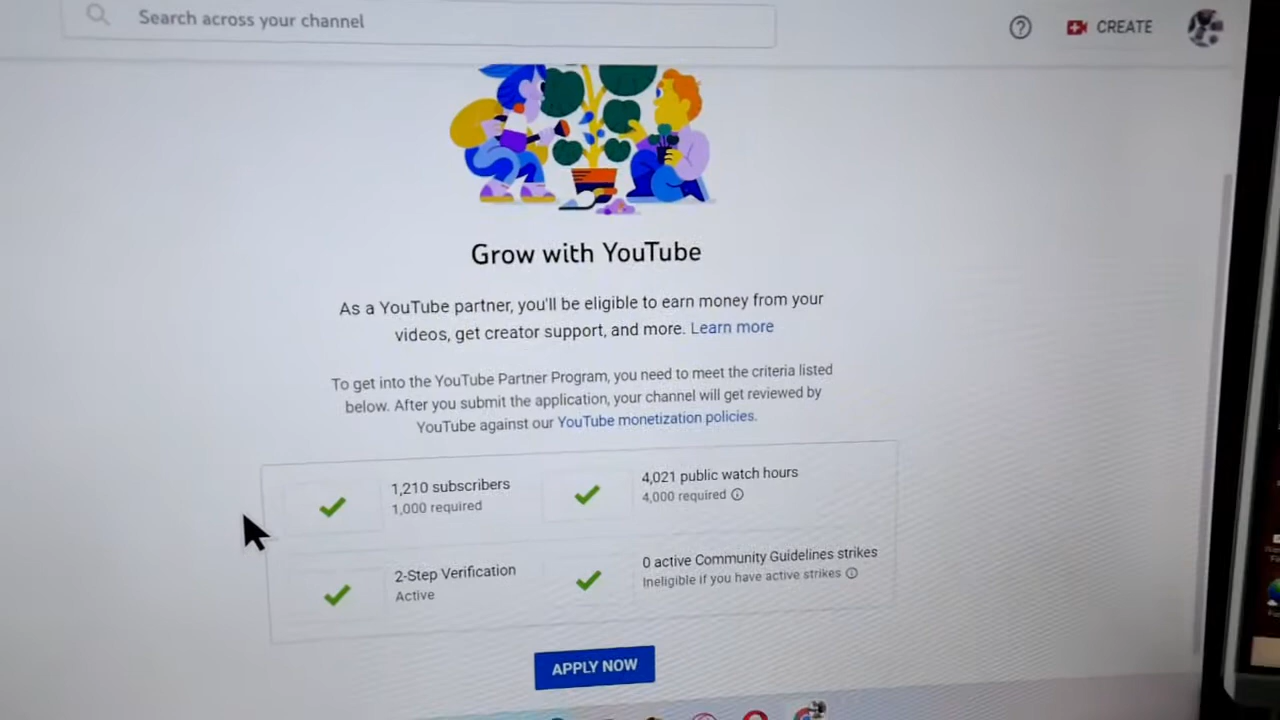 Search across your channel
CREATE
Grow with YouTube
As a YouTube partner, you'll be eligible to earn money from your
videos, get creator support, and more. Learn more
To get into the YouTube Partner Program, you need to meet the criteria listed
below. After you submit the application, your channel will get reviewed by
YouTube against our YouTube monetization policies.
1,210 subscribers
1,000 required
4,021 public watch hours
4,000 required
2-Step Verification
Active
0 active Community Guidelines strikes
Ineligible if you have active strikes
APPLY NOW